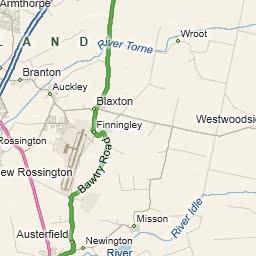 Armthorpe
L A N D
River Torne
Wroot
Branton
Auckley
Blaxton
Westwoodsid
Finningley
Rossington
Bawtry Road
ew Rossington
Misson
River Idle
Austerfield
Newington
River